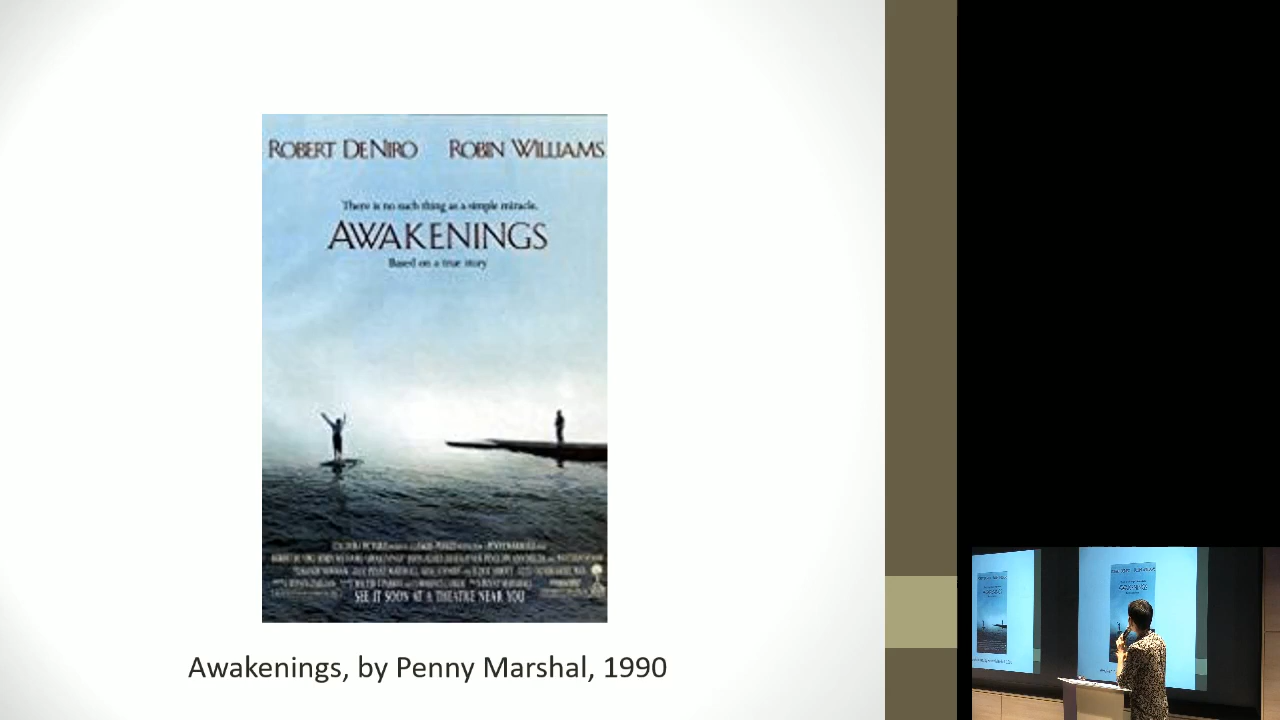 ROBERT DENIRO ROBIN WILLIAMS
There is no such thing as a simple miracle.
AWAKENINGS
Based on a true story
SEE IT SOON AT A THEATRE NEAR YOU
Awakenings, by Penny Marshal, 1990